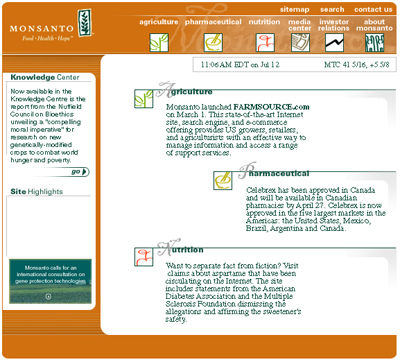 sitemap search contact us
MONSANTO
Food · Health · Hope™
agriculture pharmaceutical nutrition media center investor relations about monsanto
11:06 AM EDT on Jul 12 MTC 41 5/16, +5 5/8
Knowledge Center
Now available in the
Knowledge Centre is the
report from the Nuffield
Council on Bioethics
unveiling a "compelling
moral imperative" for
research on new
genetically-modified
crops to combat world
hunger and poverty.
go
Site Highlights
Monsanto calls for an
international consultation on
gene protection technologies
Agriculture
Monsanto launched FARMSOURCE.com
on March 1. This state-of-the-art Internet
site, search engine, and e-commerce
offering provides US growers, retailers,
and agriculturists with an effective way to
manage information and access a range
of support services.
Pharmaceutical
Celebrex has been approved in Canada
and will be available in Canadian
pharmacies by April 27. Celebrex is now
approved in the five largest markets in the
Americas: the United States, Mexico,
Brazil, Argentina and Canada.
Nutrition
Want to separate fact from fiction? Visit
claims about aspartame that have been
circulating on the Internet. The site
includes statements from the American
Diabetes Association and the Multiple
Sclerosis Foundation dismissing the
allegations and affirming the sweetener's
safety.